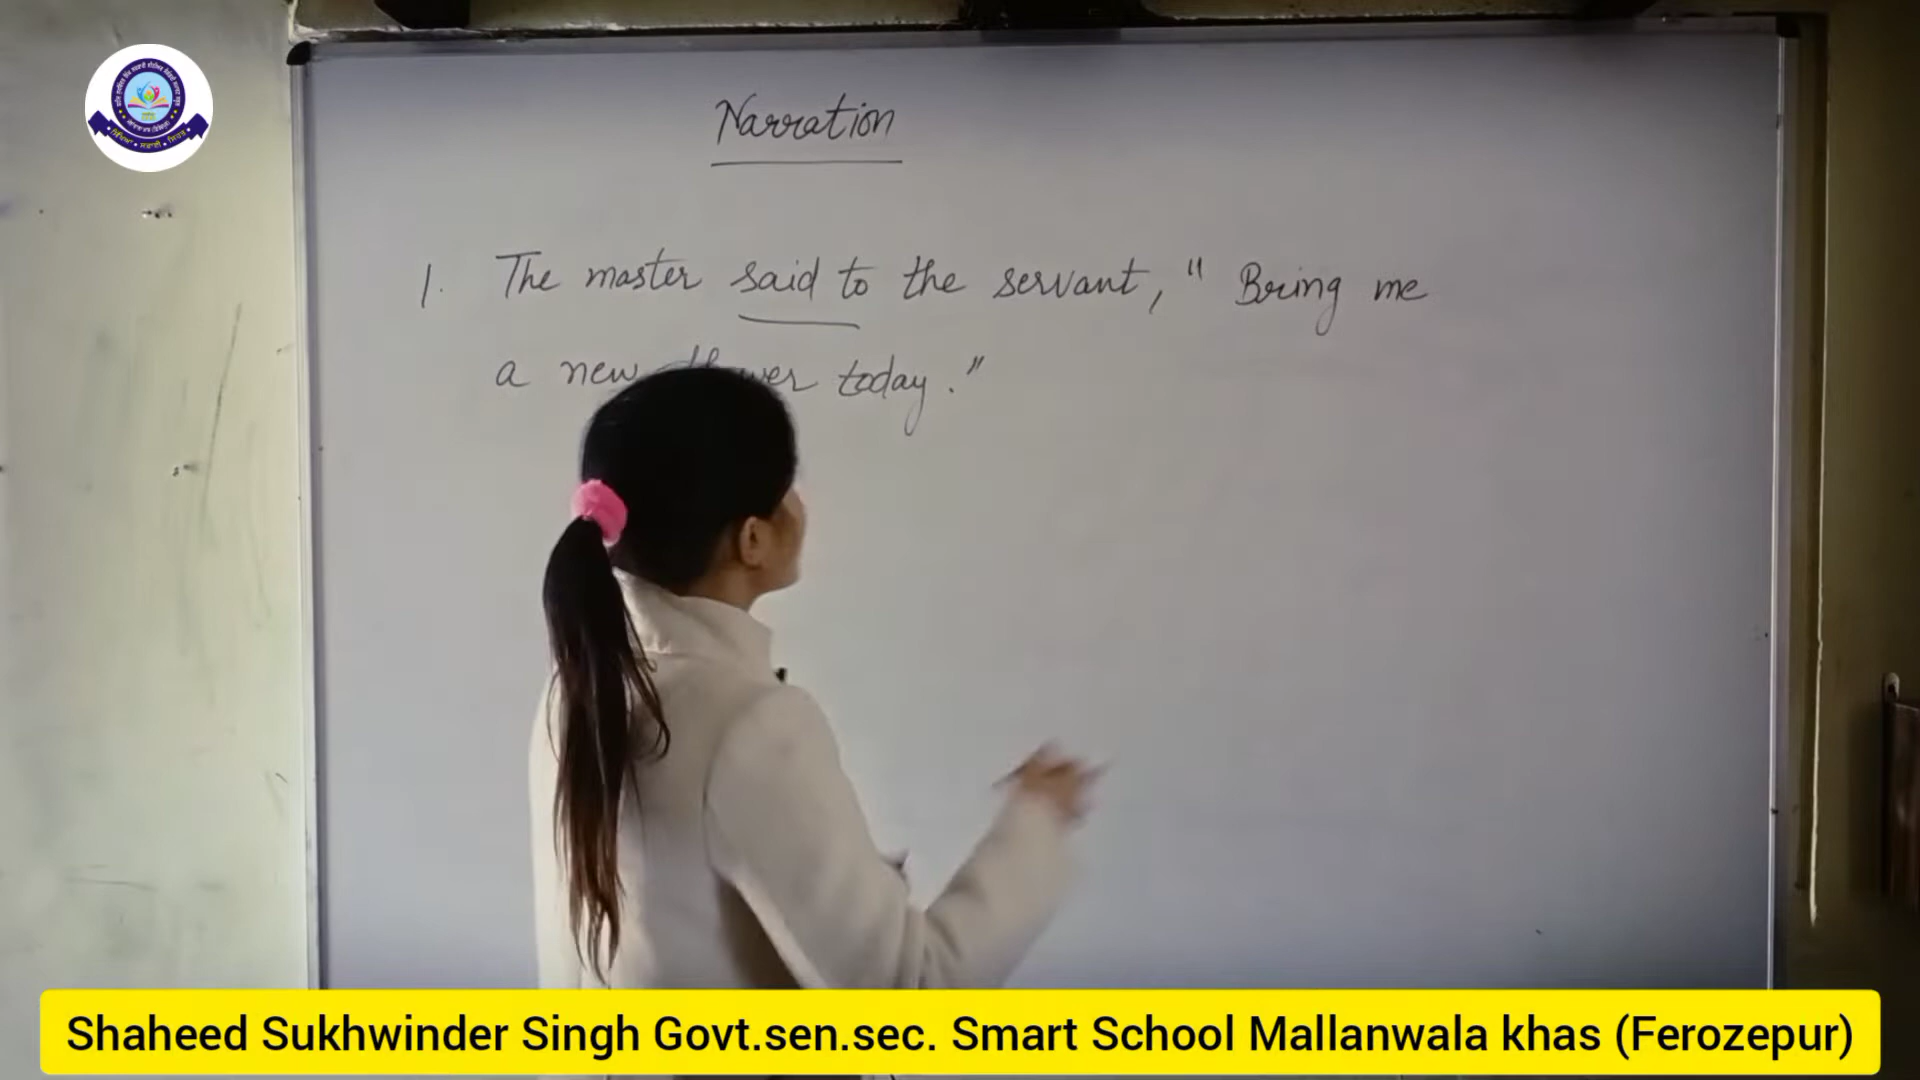 Narration
1. The master said to the servant, " Bring me
a new today."
Shaheed Sukhwinder Singh Govt.sen.sec. Smart School Mallanwala khas (Ferozepur)